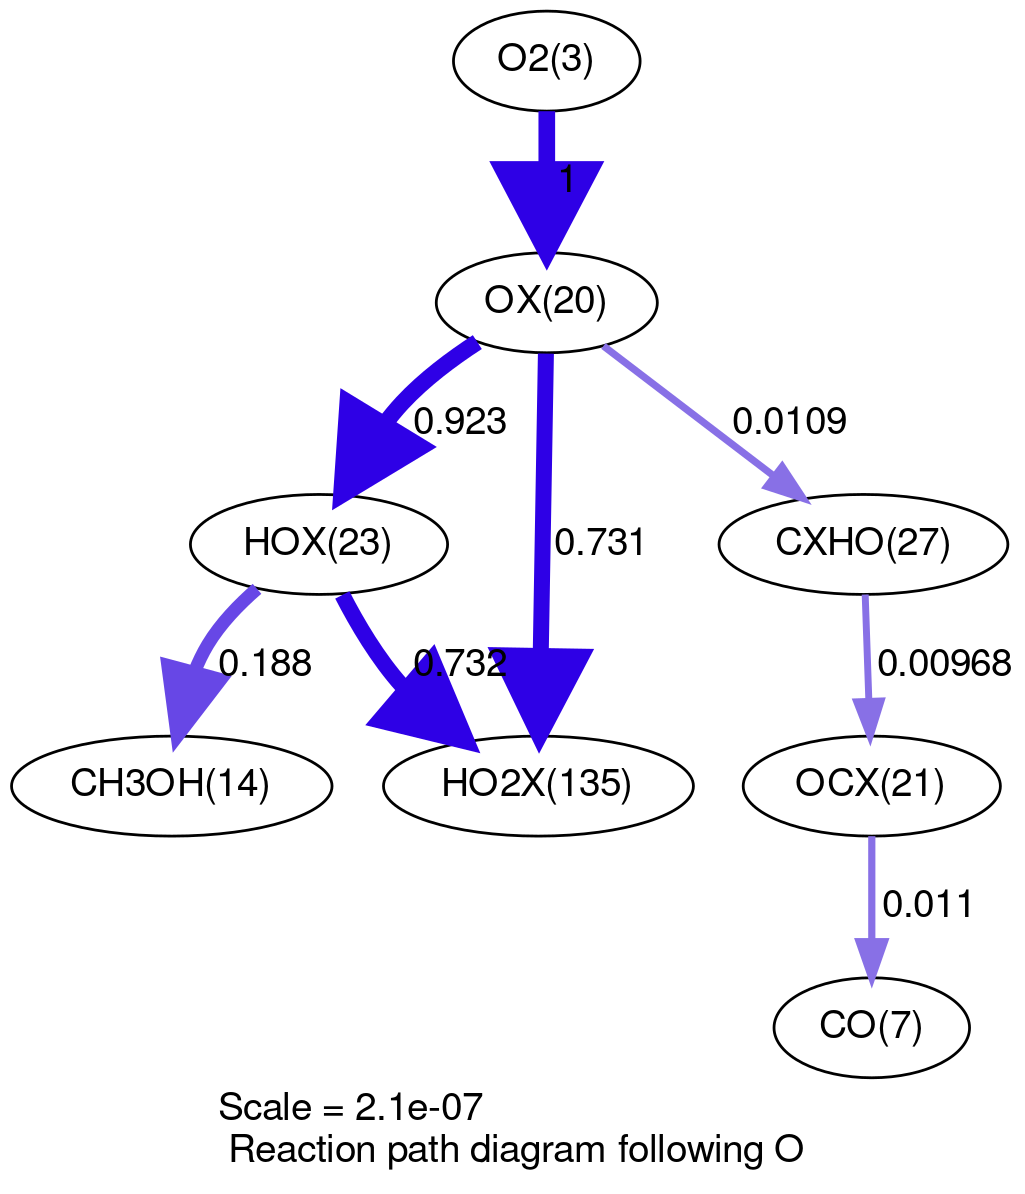 O2(3)
1
OX(20)
0.923
0.0109
HOX(23)
0.731
CXHO(27)
0.188
0.732
0.00968
CH3OH(14)
HO2X(135)
OCX(21)
0.011
CO(7)
Scale = 2.1e-07
Reaction path diagram following O